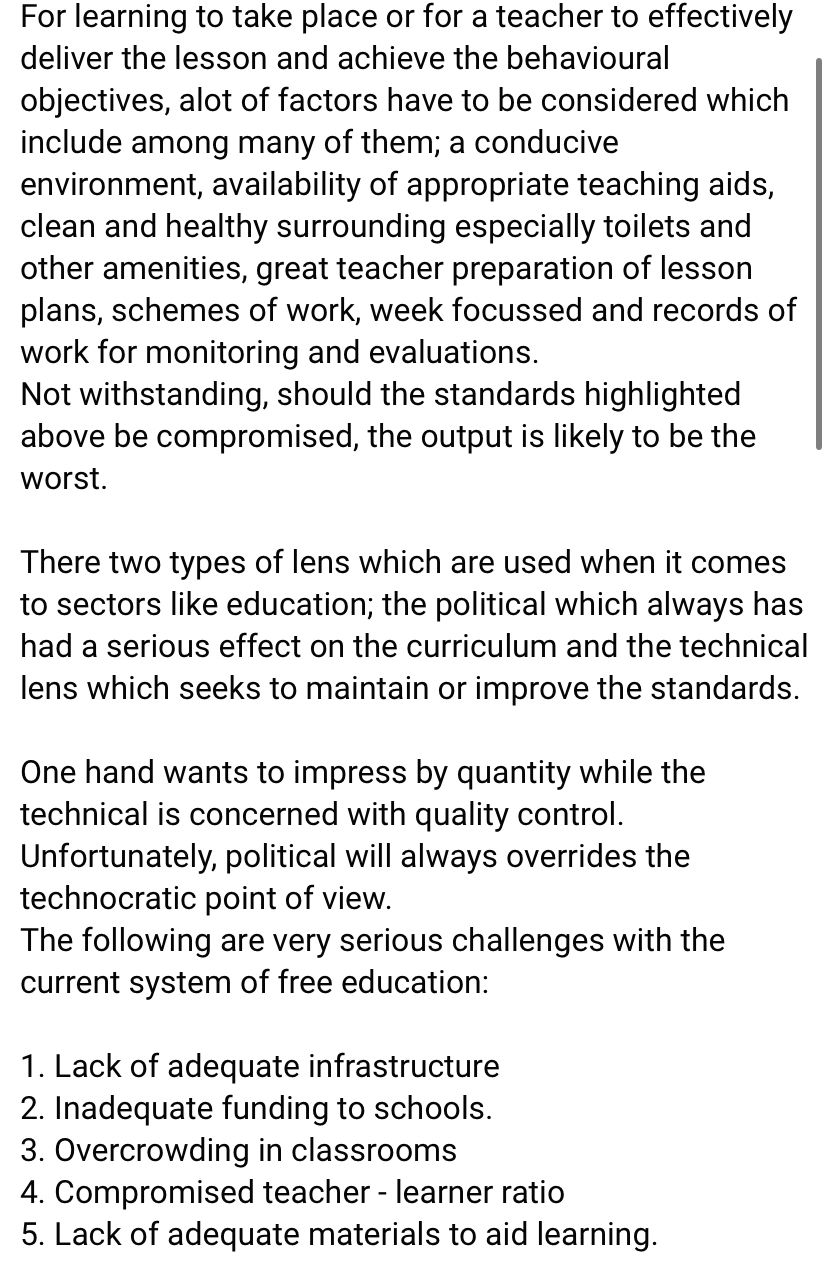 For learning to take place or for a teacher to effectively
deliver the lesson and achieve the behavioural
objectives, alot of factors have to be considered which
include among many of them; a conducive
environment, availability of appropriate teaching aids,
clean and healthy surrounding especially toilets and
other amenities, great teacher preparation of lesson
plans, schemes of work, week focussed and records of
work for monitoring and evaluations.
Not withstanding, should the standards highlighted
above be compromised, the output is likely to be the
worst.
There two types of lens which are used when it comes
to sectors like education; the political which always has
had a serious effect on the curriculum and the technical
lens which seeks to maintain or improve the standards.
One hand wants to impress by quantity while the
technical is concerned with quality control.
Unfortunately, political will always overrides the
technocratic point of view.
The following are very serious challenges with the
current system of free education:
1. Lack of adequate infrastructure
2. Inadequate funding to schools.
3. Overcrowding in classrooms
4. Compromised teacher - learner ratio
5. Lack of adequate materials to aid learning.